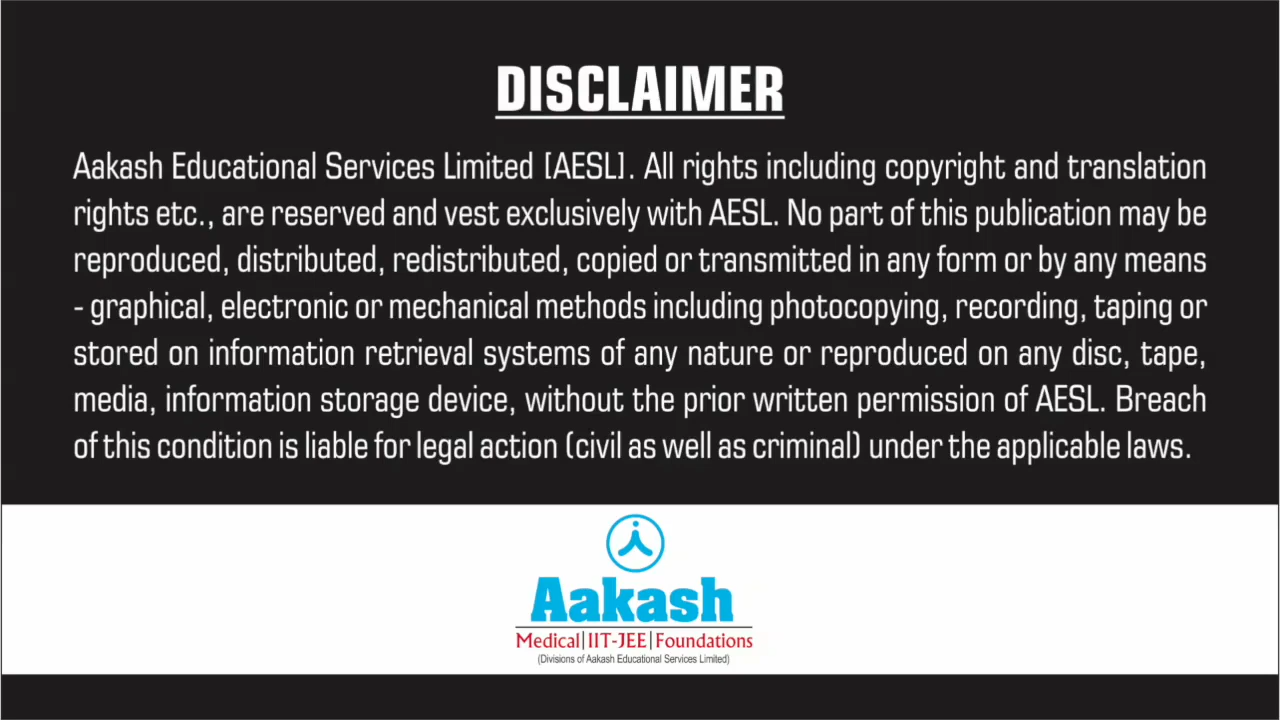 DISCLAIMER
Aakash Educational Services Limited [AESL]. All rights including copyright and translation
rights etc., are reserved and vest exclusively with AESL. No part of this publication may be
reproduced, distributed, redistributed, copied or transmitted in any form or by any means
- graphical, electronic or mechanical methods including photocopying, recording, taping or
stored on information retrieval systems of any nature or reproduced on any disc, tape,
media, information storage device, without the prior written permission of AESL. Breach
of this condition is liable for legal action (civil as well as criminal) under the applicable laws.
Aakash
Medical|IIT-JEE|Foundations
(Divisions of Aakash Educational Services Limited)